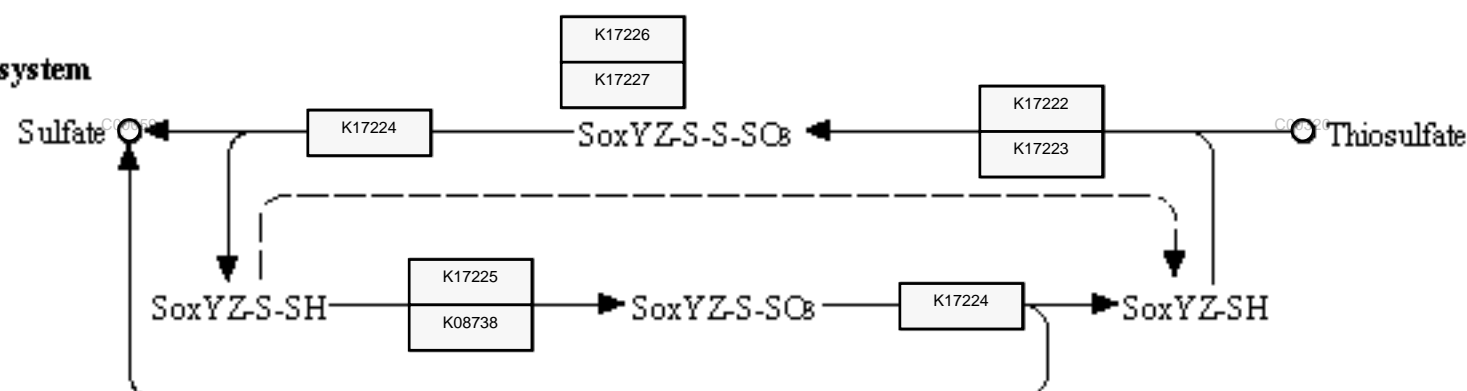 K17226
system
K17227
Sulfate
K17224
SoxYZ-S-S-SO3
K17222
K17223
Thiosulfate
SoxYZ-S-SH
K17225
K08738
SoxYZ-S-SO3
K17224
SoxYZ-SH